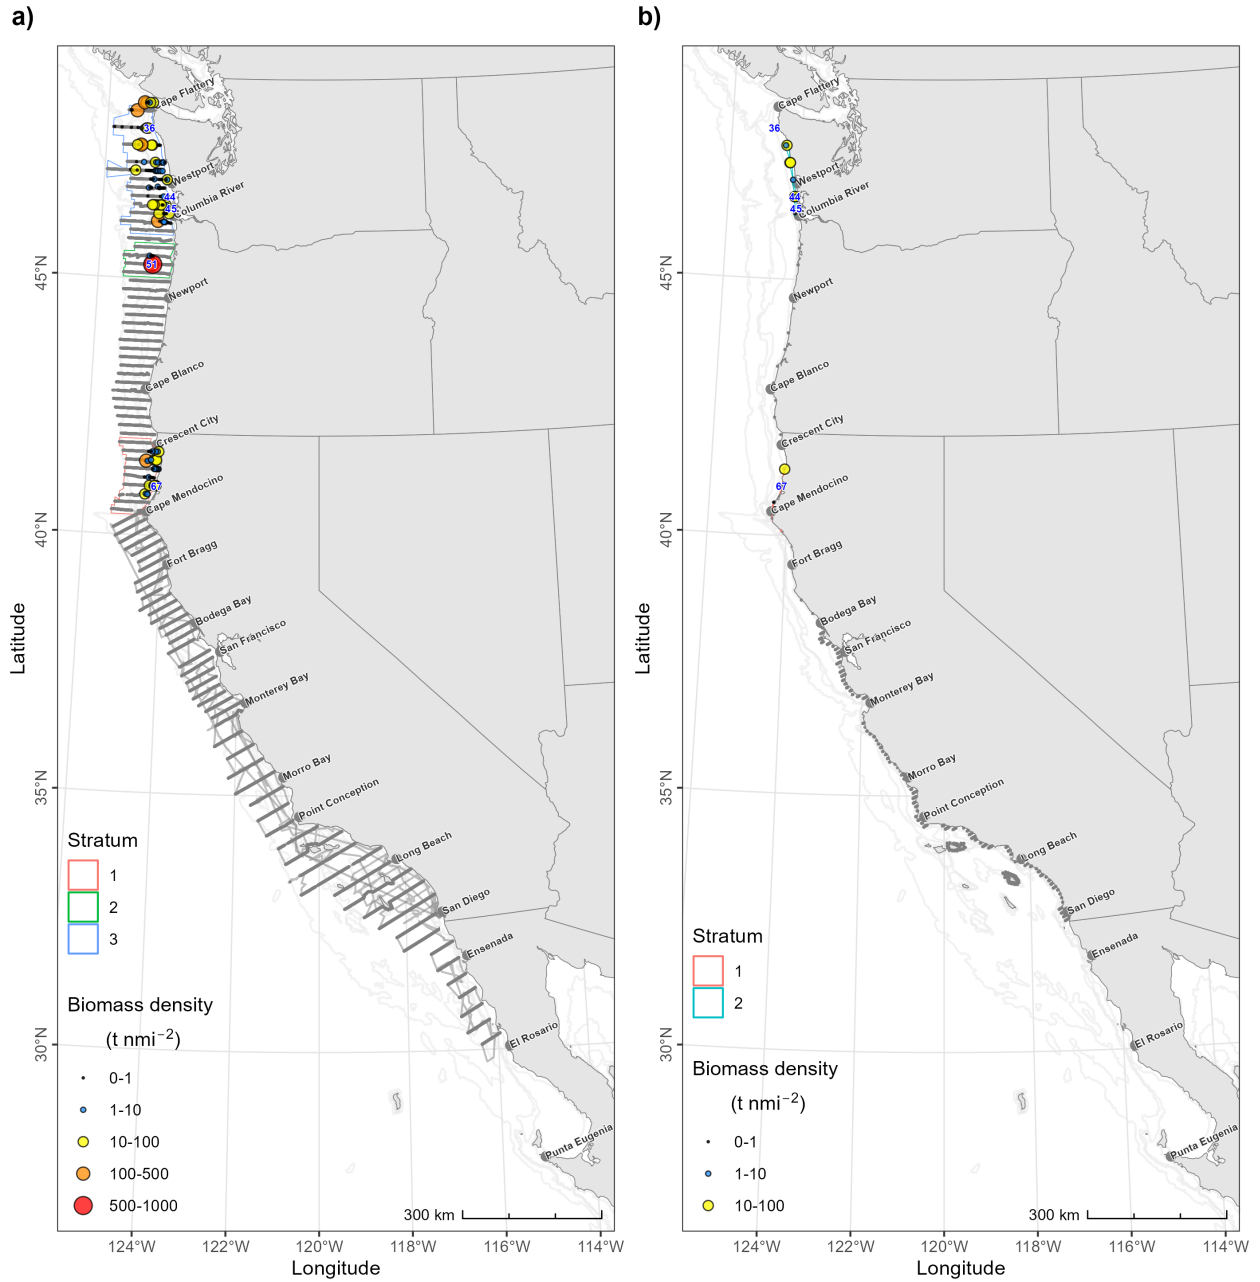 a)
Cape Flattery
36
Westport
44
Columbia River
45
51
Newport
Cape Blanco
Crescent City
67
Cape Mendocino
Fort Bragg
Bodega Bay
San Francisco
Monterey Bay
Morro Bay
Point Conception
Long Beach
San Diego
Ensenada
El Rosario
Punta Eugenia
45°N
40°N
35°N
30°N
Latitude
Stratum
1
2
3
Biomass density
(t nmi−2)
0-1
1-10
10-100
100-500
500-1000
300 km
124°W 122°W 120°W 118°W 116°W 114°W
Longitude
b)
Cape Flattery
36
Westport
44
Columbia River
45
Newport
Cape Blanco
Crescent City
67
Cape Mendocino
Fort Bragg
Bodega Bay
San Francisco
Monterey Bay
Morro Bay
Point Conception
Long Beach
San Diego
Ensenada
El Rosario
Punta Eugenia
45°N
40°N
35°N
30°N
Latitude
Stratum
1
2
Biomass density
(t nmi−2)
0-1
1-10
10-100
300 km
124°W 122°W 120°W 118°W 116°W 114°W
Longitude